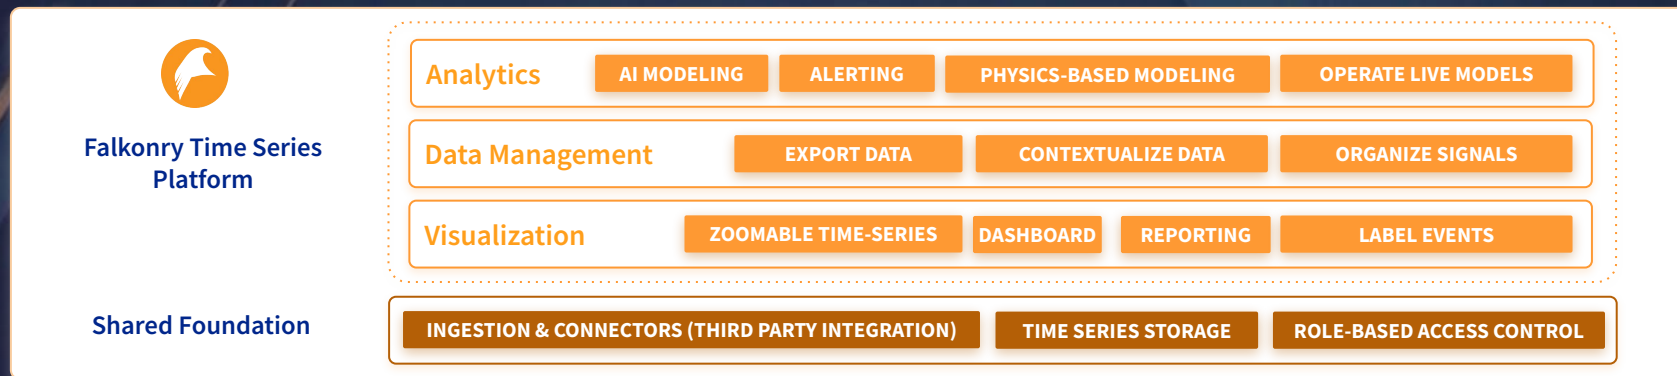 Falkonry Time Series
Platform
Analytics
AI MODELING
ALERTING
PHYSICS-BASED MODELING
OPERATE LIVE MODELS
Data Management
EXPORT DATA
CONTEXTUALIZE DATA
ORGANIZE SIGNALS
Visualization
ZOOMABLE TIME-SERIES
DASHBOARD
REPORTING
LABEL EVENTS
Shared Foundation
INGESTION & CONNECTORS (THIRD PARTY INTEGRATION)
TIME SERIES STORAGE
ROLE-BASED ACCESS CONTROL